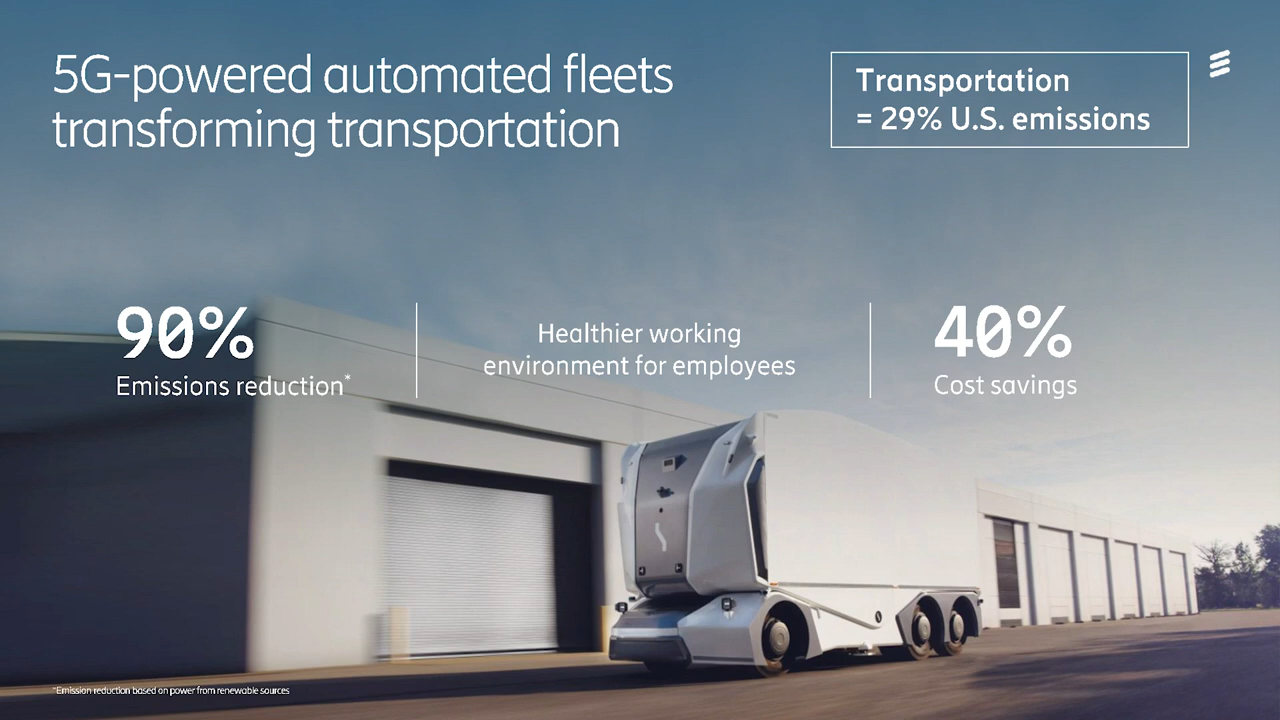 5G-powered automated fleets
transforming transportation
Transportation
= 29% U.S. emissions
90%
Emissions reduction*
Healthier working
environment for employees
40%
Cost savings
*Emission reduction based on power from renewable sources